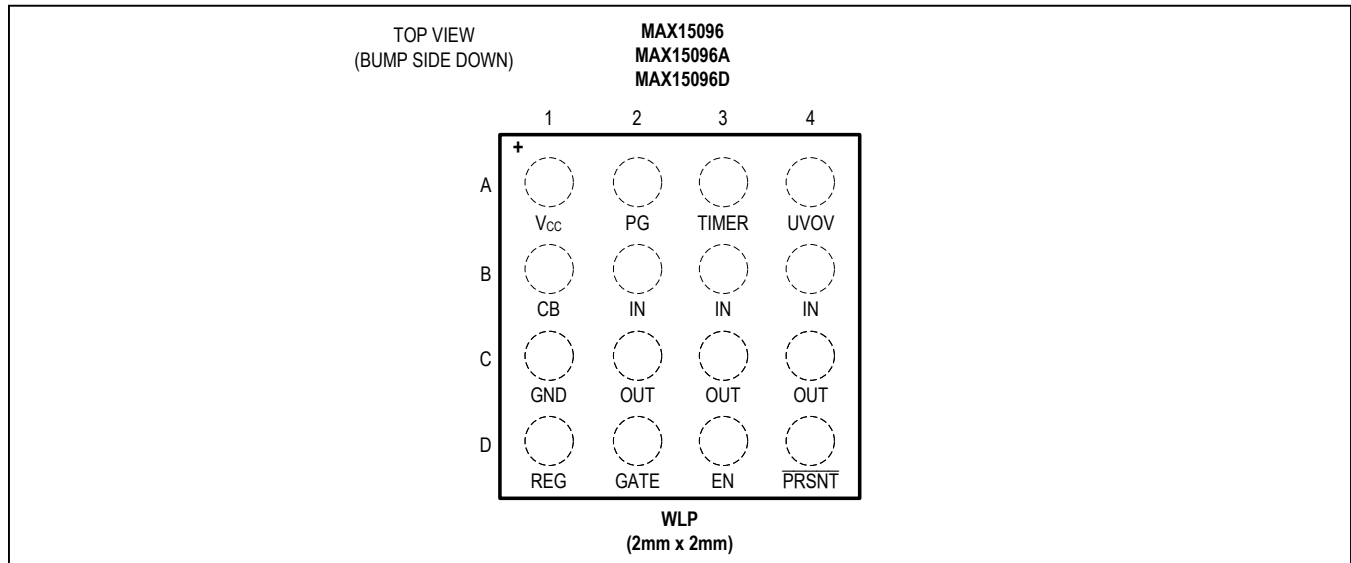 TOP VIEW
(BUMP SIDE DOWN)
MAX15096
MAX15096A
MAX15096D
1 2 3 4
+
A
VCC PG TIMER UVOV
B
CB IN IN IN
C
GND OUT OUT OUT
D
REG GATE EN PRSNT
WLP
(2mm x 2mm)